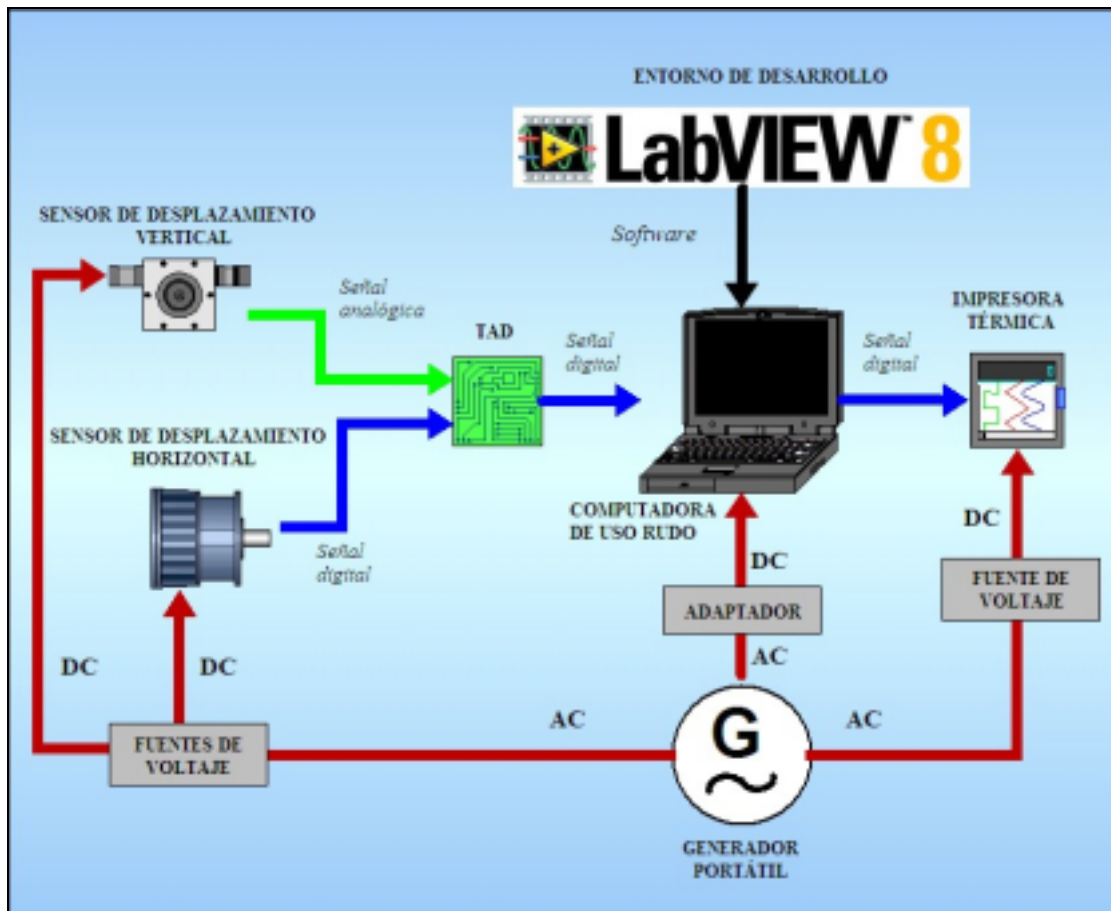 ENTORNO DE DESARROLLO
LabVIEW™ 8
SENSOR DE DESPLAZAMIENTO
VERTICAL
Software
Señal
analógica
TAD
Señal
digital
Señal
digital
IMPRESORA
TÉRMICA
SENSOR DE DESPLAZAMIENTO
HORIZONTAL
Señal
digital
COMPUTADORA
DE USO RUDO
DC
DC
FUENTE DE
VOLTAJE
ADAPTADOR
AC
DC
DC
FUENTES DE
VOLTAJE
AC
G
AC
GENERADOR
PORTÁTIL